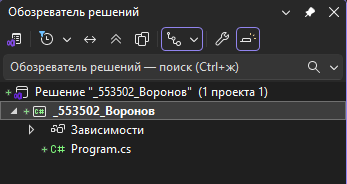 Обозреватель решений
Обозреватель решений — поиск (Ctrl+ж)
Решение "_553502_Воронов" (1 проекта 1)
C# _553502_Воронов
Зависимости
C# Program.cs